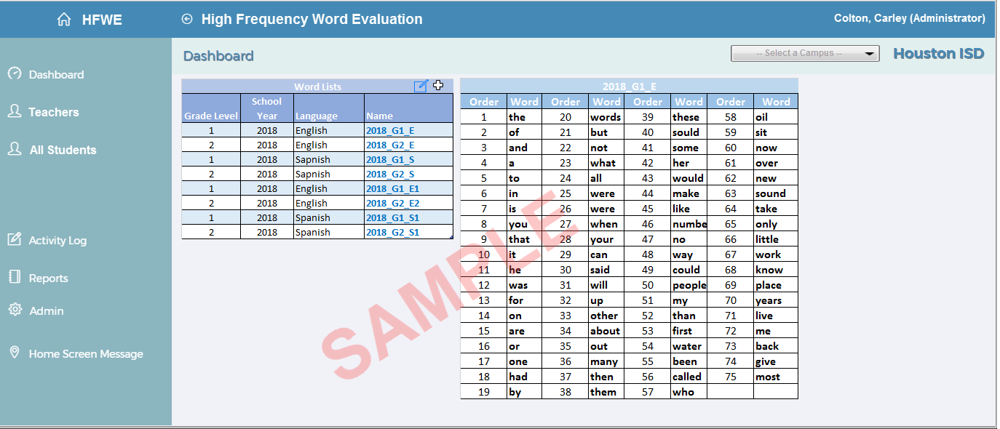 HFWE
High Frequency Word Evaluation
Colton, Carley (Administrator)
Dashboard
-- Select a Campus --
Houston ISD
Dashboard
Teachers
All Students
Activity Log
Reports
Admin
Home Screen Message
Word Lists
Grade Level School Year Language Name
1 2018 English 2018_G1_E
2 2018 English 2018_G2_E
1 2018 Sapnish 2018_G1_S
2 2018 Sapnish 2018_G2_S
1 2018 English 2018_G1_E1
2 2018 English 2018_G2_E2
1 2018 Spanish 2018_G1_S1
2 2018 Spanish 2018_G2_S1
2018_G1_E
Order Word Order Word Order Word Order Word
1 the 20 words 39 these 58 oil
2 of 21 but 40 sould 59 sit
3 and 22 not 41 some 60 now
4 a 23 what 42 her 61 over
5 to 24 all 43 would 62 new
6 in 25 were 44 make 63 sound
7 is 26 were 45 like 64 take
8 you 27 when 46 numbe 65 only
9 that 28 your 47 no 66 little
10 it 29 can 48 way 67 work
11 he 30 said 49 could 68 know
12 was 31 will 50 people 69 place
13 for 32 up 51 my 70 years
14 on 33 other 52 than 71 live
15 are 34 about 53 first 72 me
16 or 35 out 54 water 73 back
17 one 36 many 55 been 74 give
18 had 37 then 56 called 75 most
19 by 38 them 57 who
SAMPLE